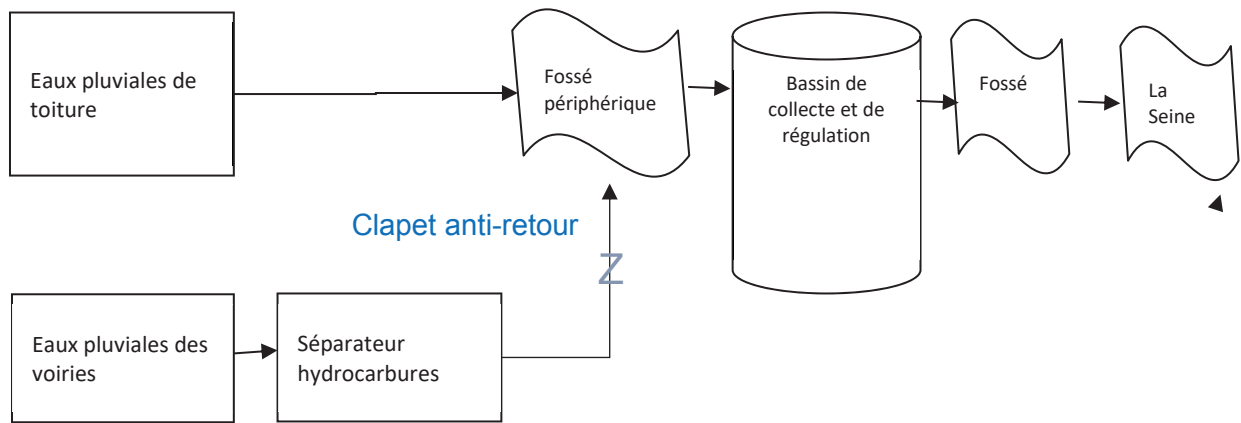 Eaux pluviales de
toiture
Fossé
périphérique
Bassin de
collecte et de
régulation
Fossé
La
Seine
Clapet anti-retour
Z
Eaux pluviales des
voiries
Séparateur
hydrocarbures